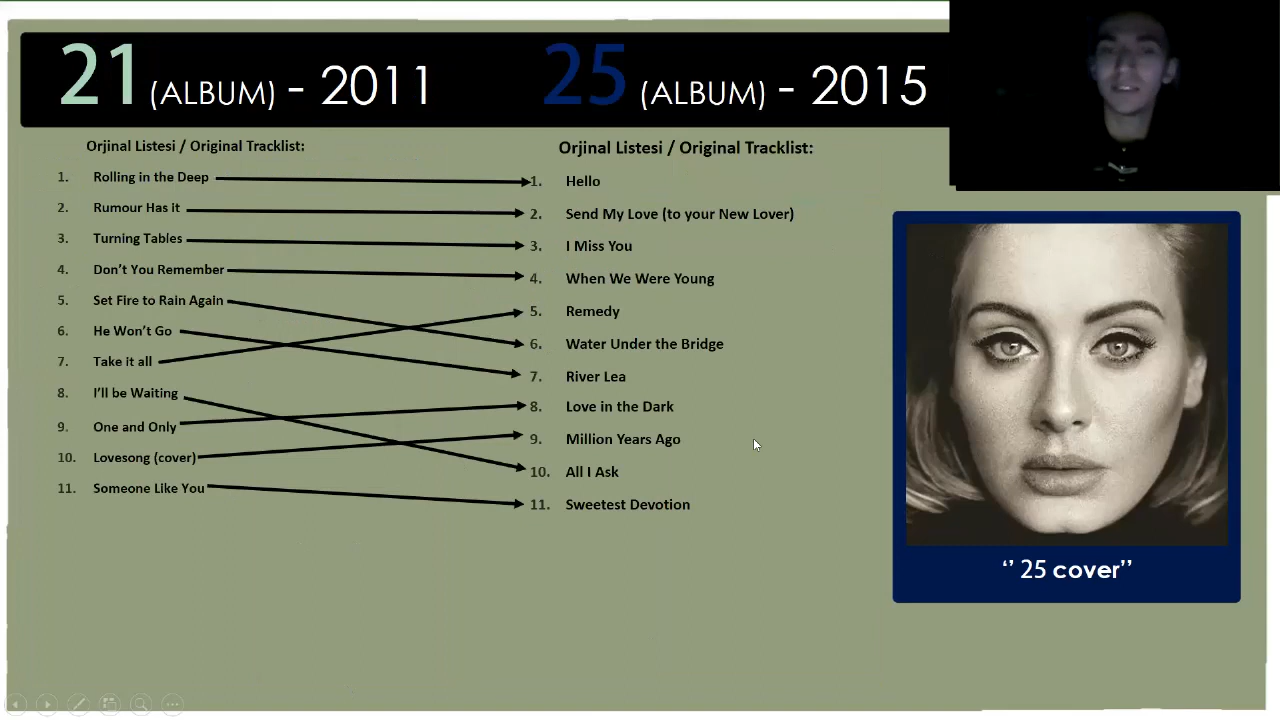 21 (ALBUM) - 2011
25 (ALBUM) - 2015
Orjinal Listesi / Original Tracklist:
1. Rolling in the Deep
2. Rumour Has it
3. Turning Tables
4. Don't You Remember
5. Set Fire to Rain Again
6. He Won't Go
7. Take it all
8. I'll be Waiting
9. One and Only
10. Lovesong (cover)
11. Someone Like You
Orjinal Listesi / Original Tracklist:
1. Hello
2. Send My Love (to your New Lover)
3. I Miss You
4. When We Were Young
5. Remedy
6. Water Under the Bridge
7. River Lea
8. Love in the Dark
9. Million Years Ago
10. All I Ask
11. Sweetest Devotion
‘’ 25 cover’’